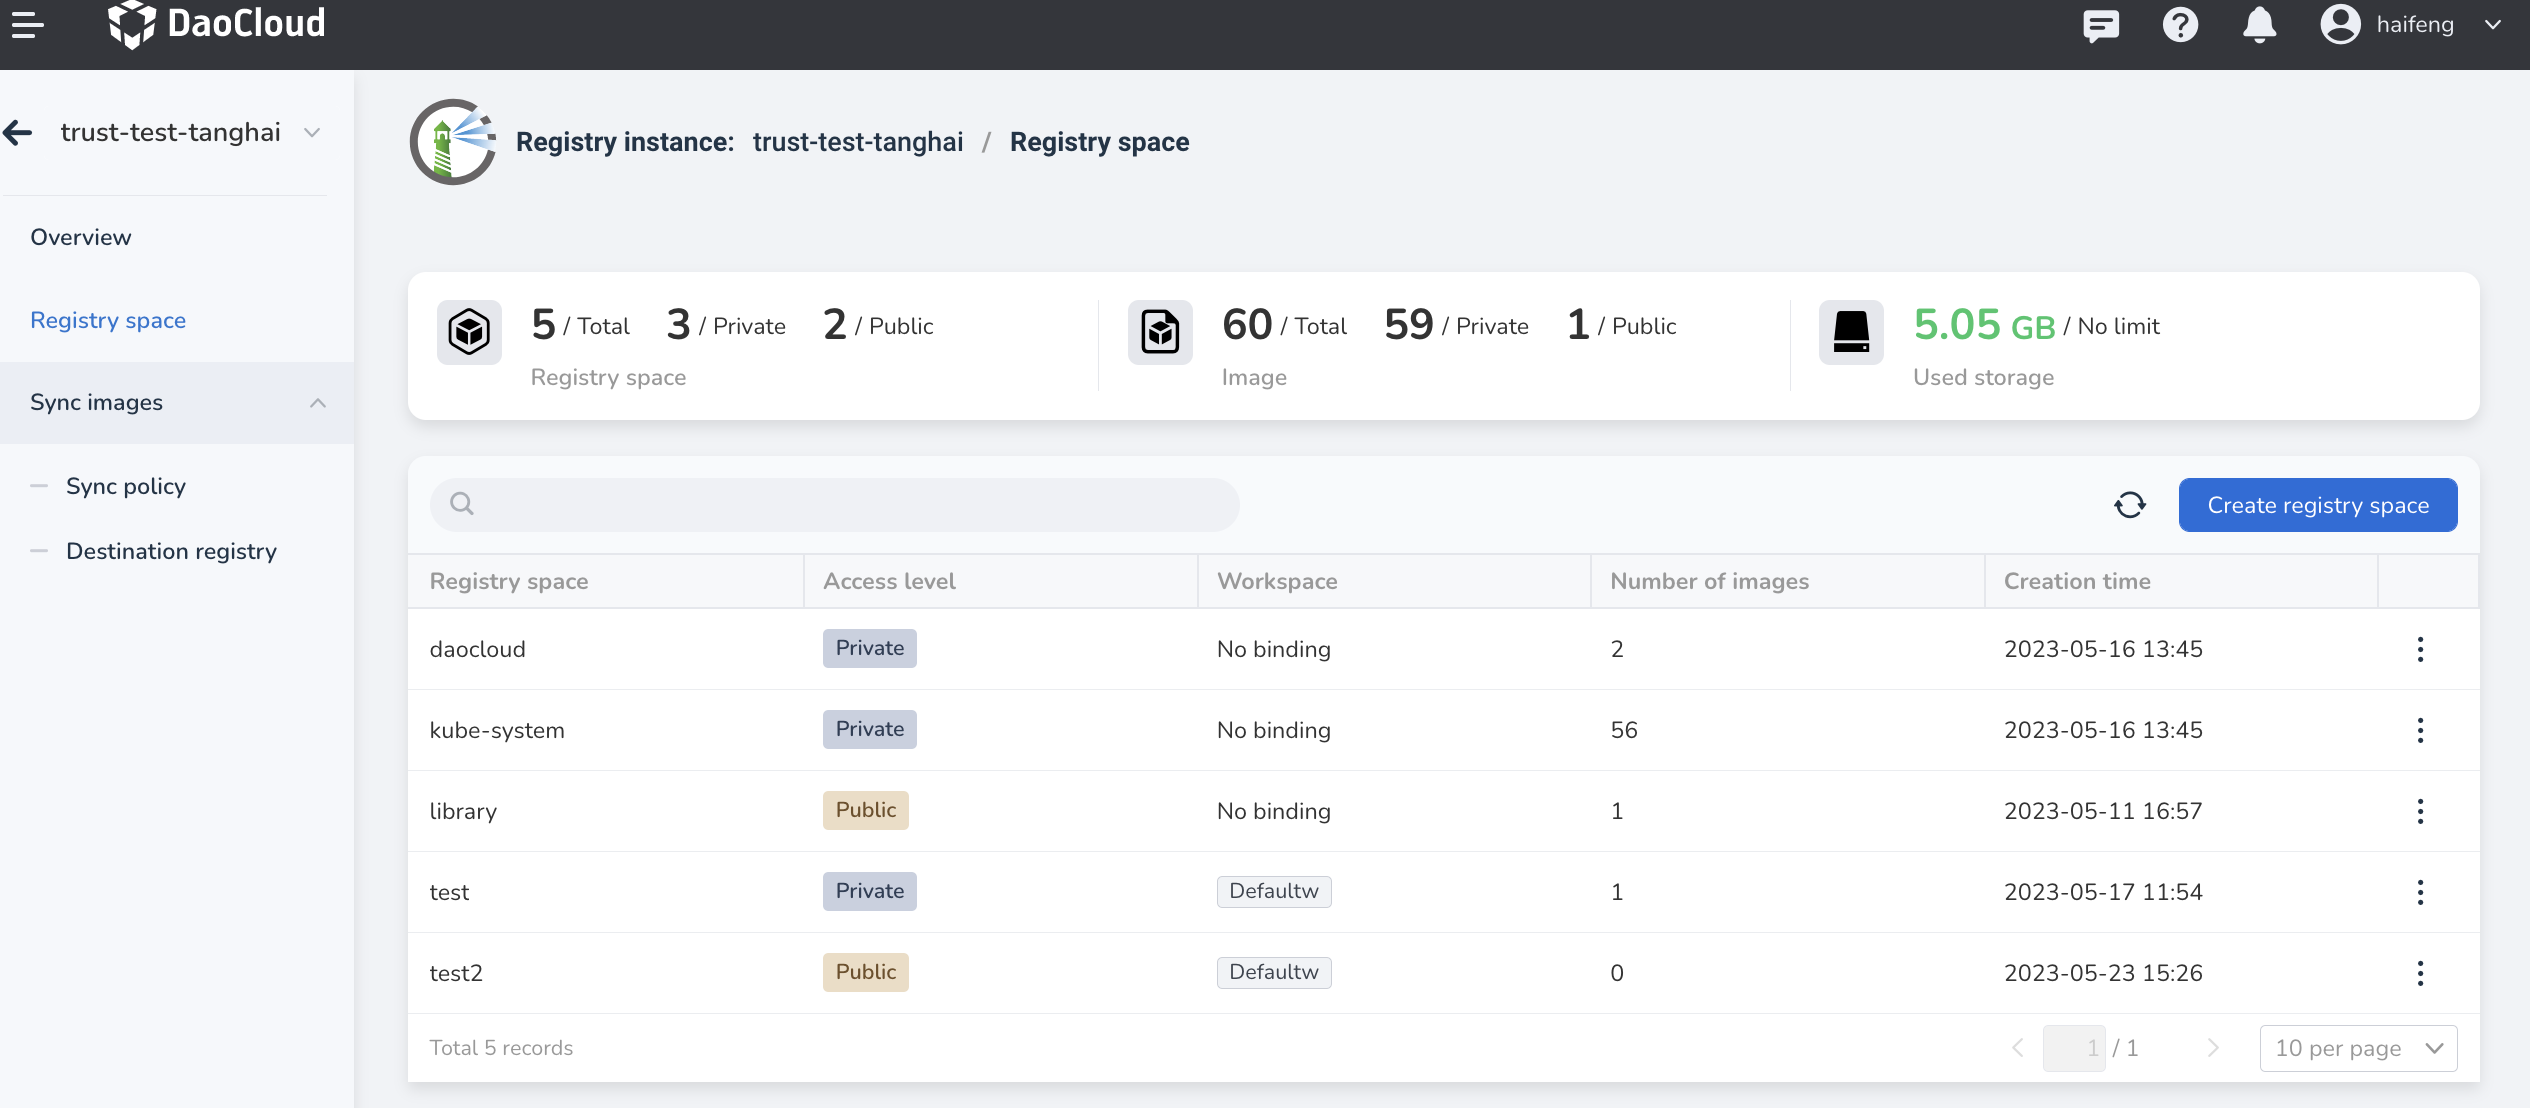 DaoCloud
haifeng
trust-test-tanghai
Overview
Registry space
Sync images
Sync policy
Destination registry
Registry instance: trust-test-tanghai / Registry space
5 / Total 3 / Private 2 / Public
Registry space
60 / Total 59 / Private 1 / Public
Image
5.05 GB / No limit
Used storage
Create registry space
Registry space Access level Workspace Number of images Creation time
daocloud Private No binding 2 2023-05-16 13:45
kube-system Private No binding 56 2023-05-16 13:45
library Public No binding 1 2023-05-11 16:57
test Private Defaultw 1 2023-05-17 11:54
test2 Public Defaultw 0 2023-05-23 15:26
Total 5 records
1 / 1
10 per page